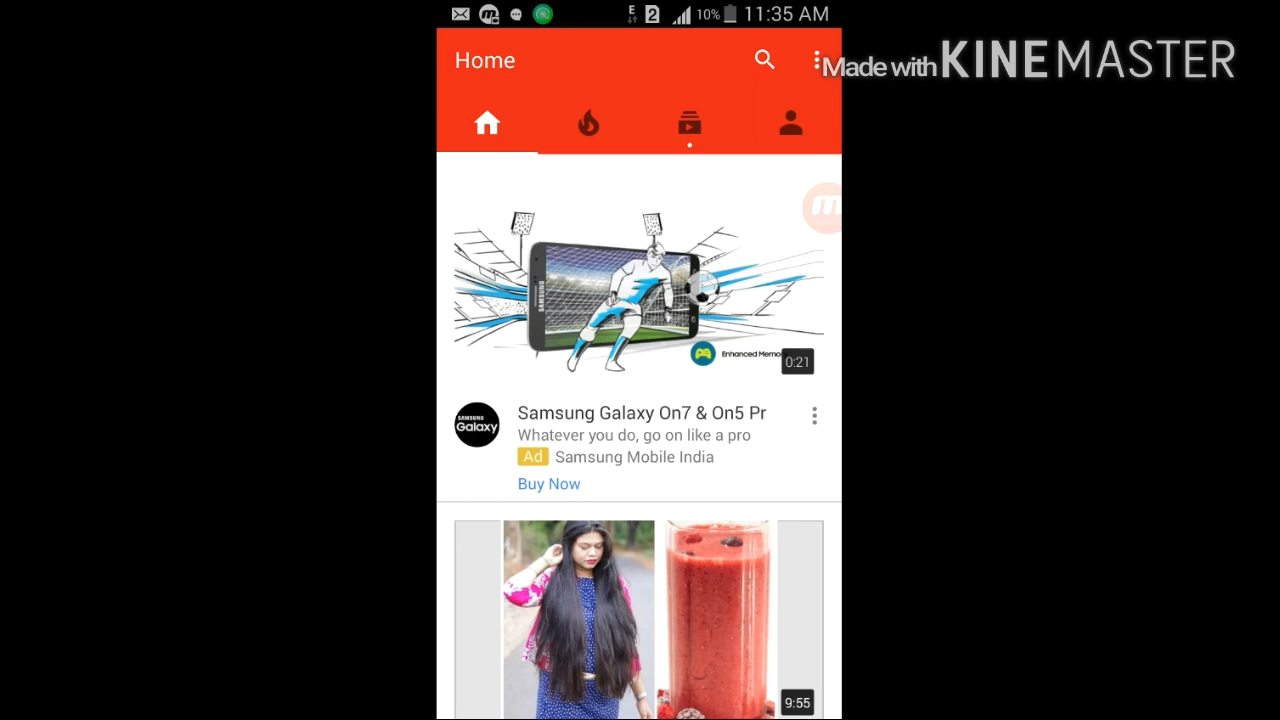 E 2 10% 11:35 AM
Home
Made with KINEMASTER
SAMSUNG
Enhanced Memo
0:21
SAMSUNG
Galaxy
Samsung Galaxy On7 & On5 Pr
Whatever you do, go on like a pro
Ad Samsung Mobile India
Buy Now
9:55